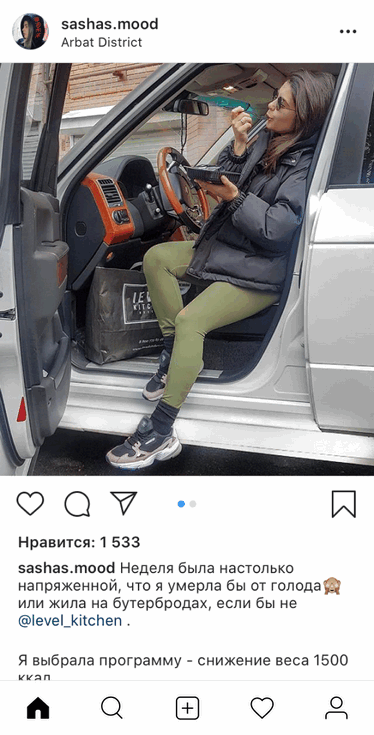 sashas.mood
Arbat District
LEVEL
KITCHEN
Нравится: 1 533
sashas.mood Неделя была настолько
напряженной, что я умерла бы от голода🙈
или жила на бутербродах, если бы не
@level_kitchen .
Я выбрала программу - снижение веса 1500
ккал